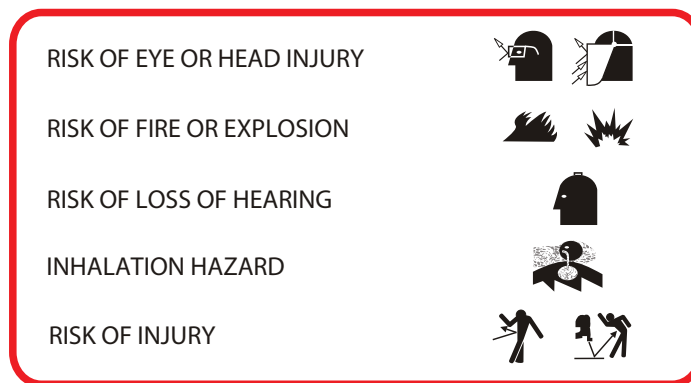 RISK OF EYE OR HEAD INJURY
RISK OF FIRE OR EXPLOSION
RISK OF LOSS OF HEARING
INHALATION HAZARD
RISK OF INJURY